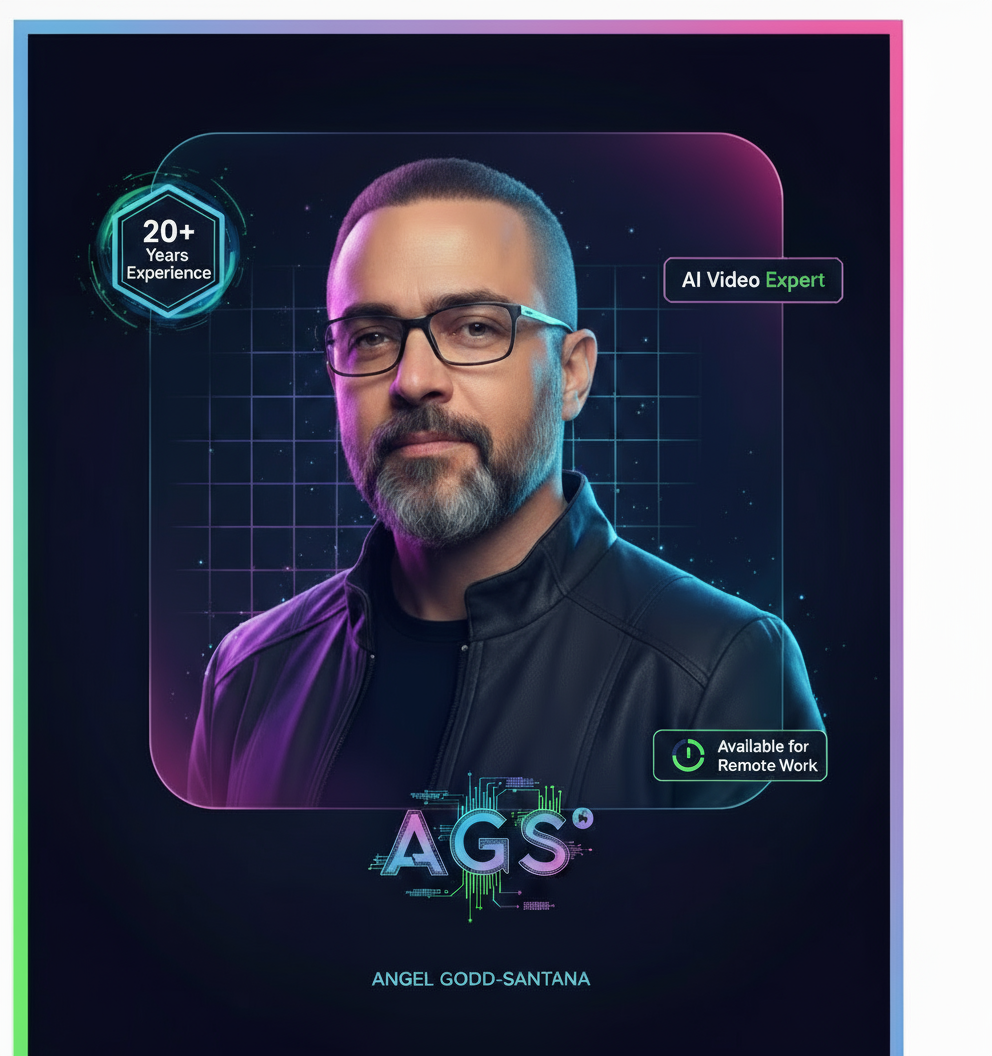 20+
Years
Experience
AI Video Expert
Available for
Remote Work
AGS
ANGEL GODD-SANTANA